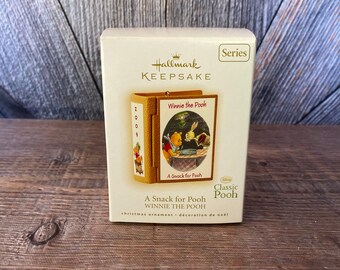 Hallmark
KEEPSAKE
Series
Winnie the Pooh
A Snack for Pooh
Disney
Classic
Pooh
A Snack for Pooh
WINNIE THE POOH
christmas ornament - décoration de noël